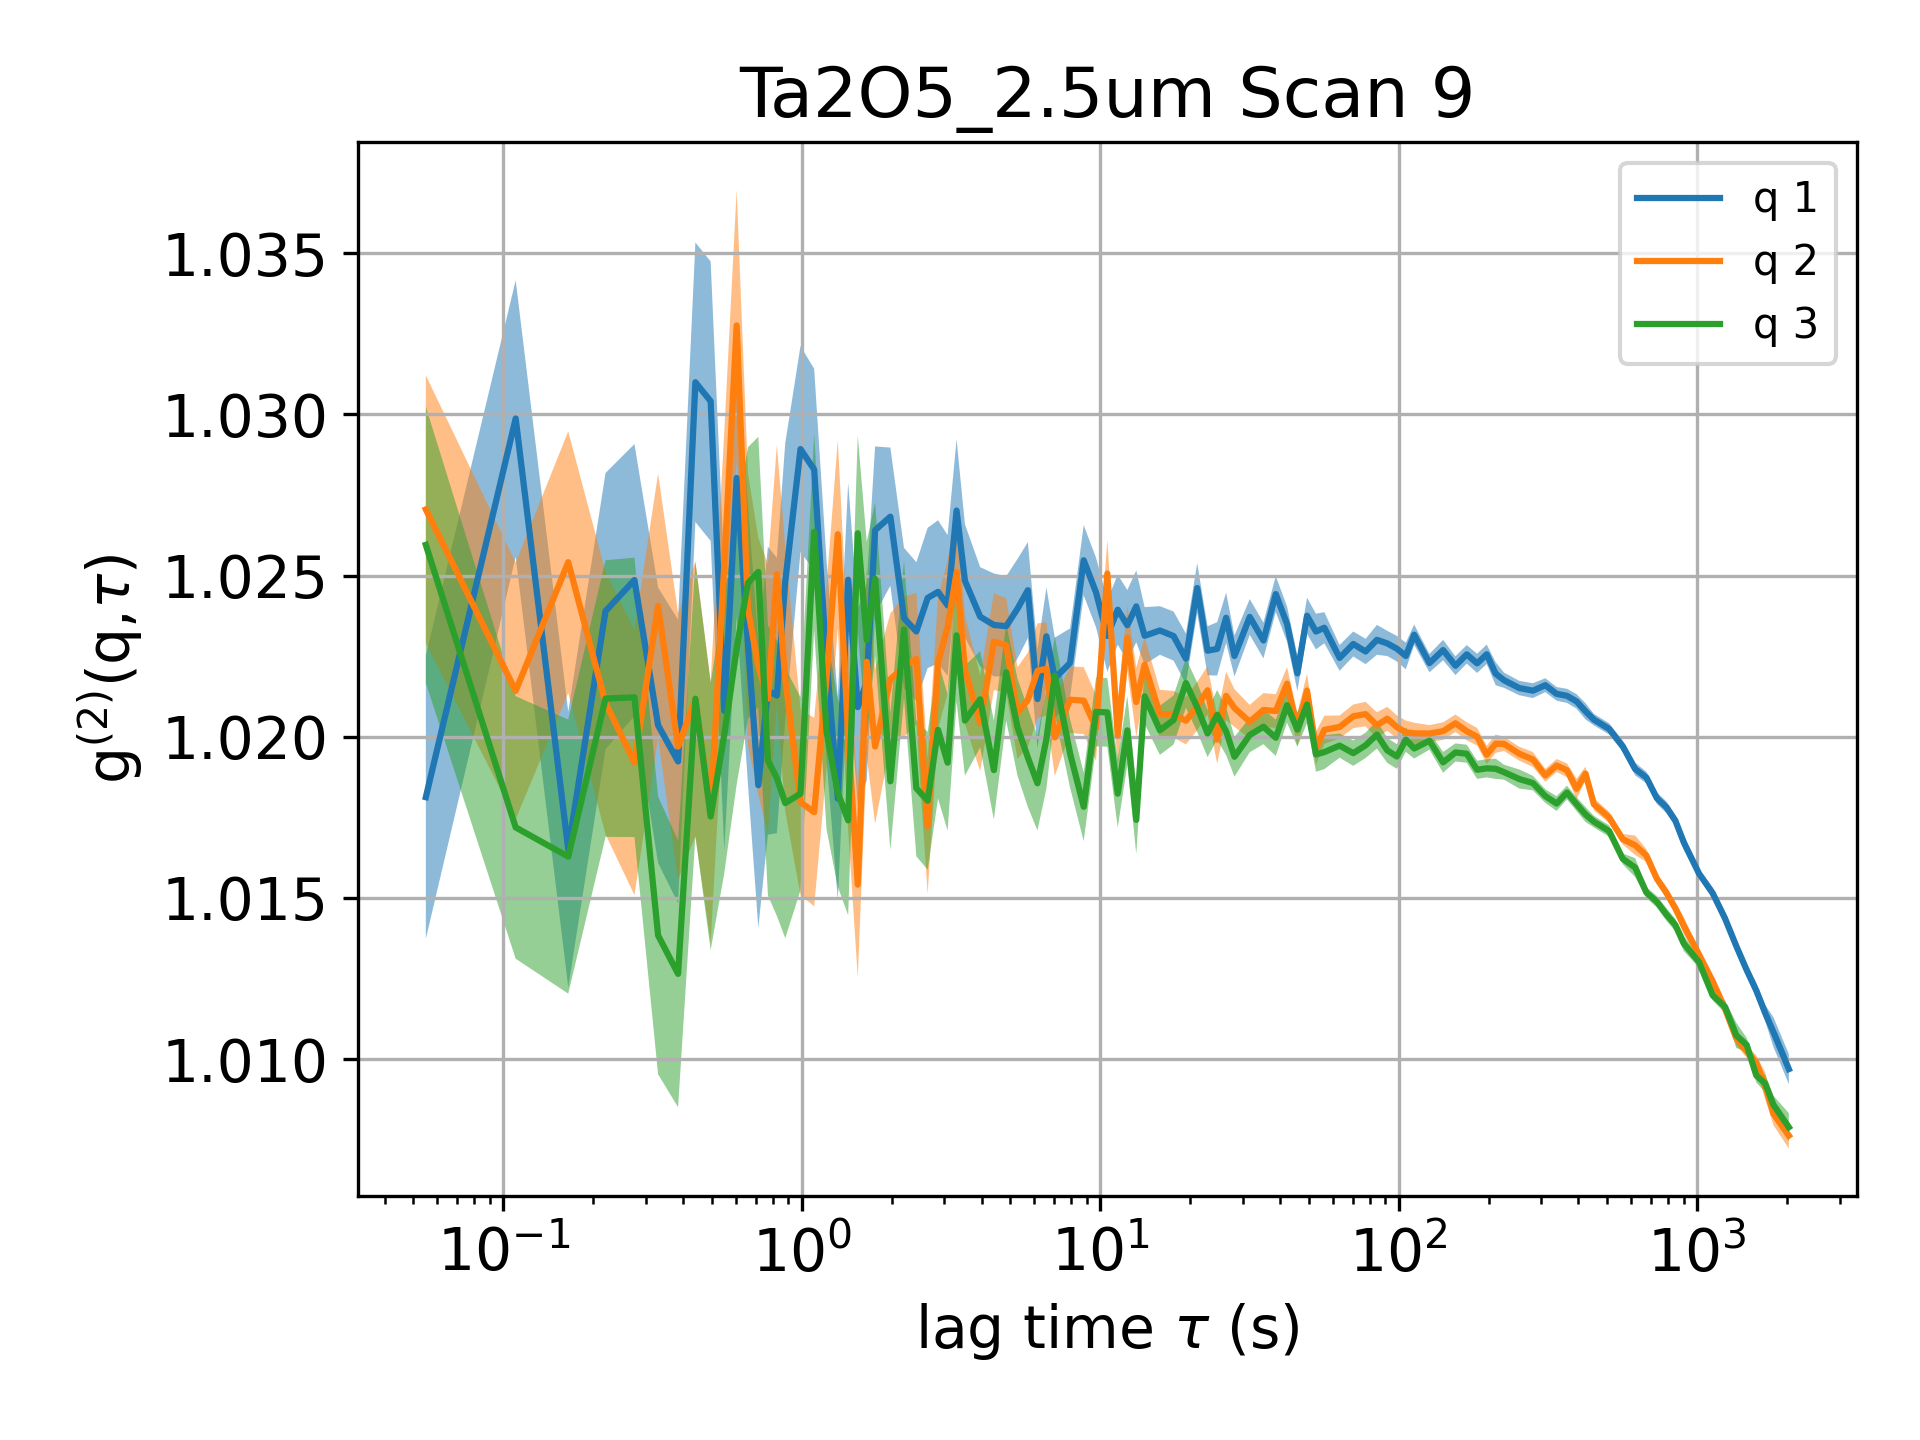 Ta2O5_2.5um Scan 9
q 1
q 2
q 3
1.035
1.030
1.025
1.020
1.015
1.010
g⁽²⁾(q,τ)
10⁻¹ 10⁰ 10¹ 10² 10³
lag time τ (s)